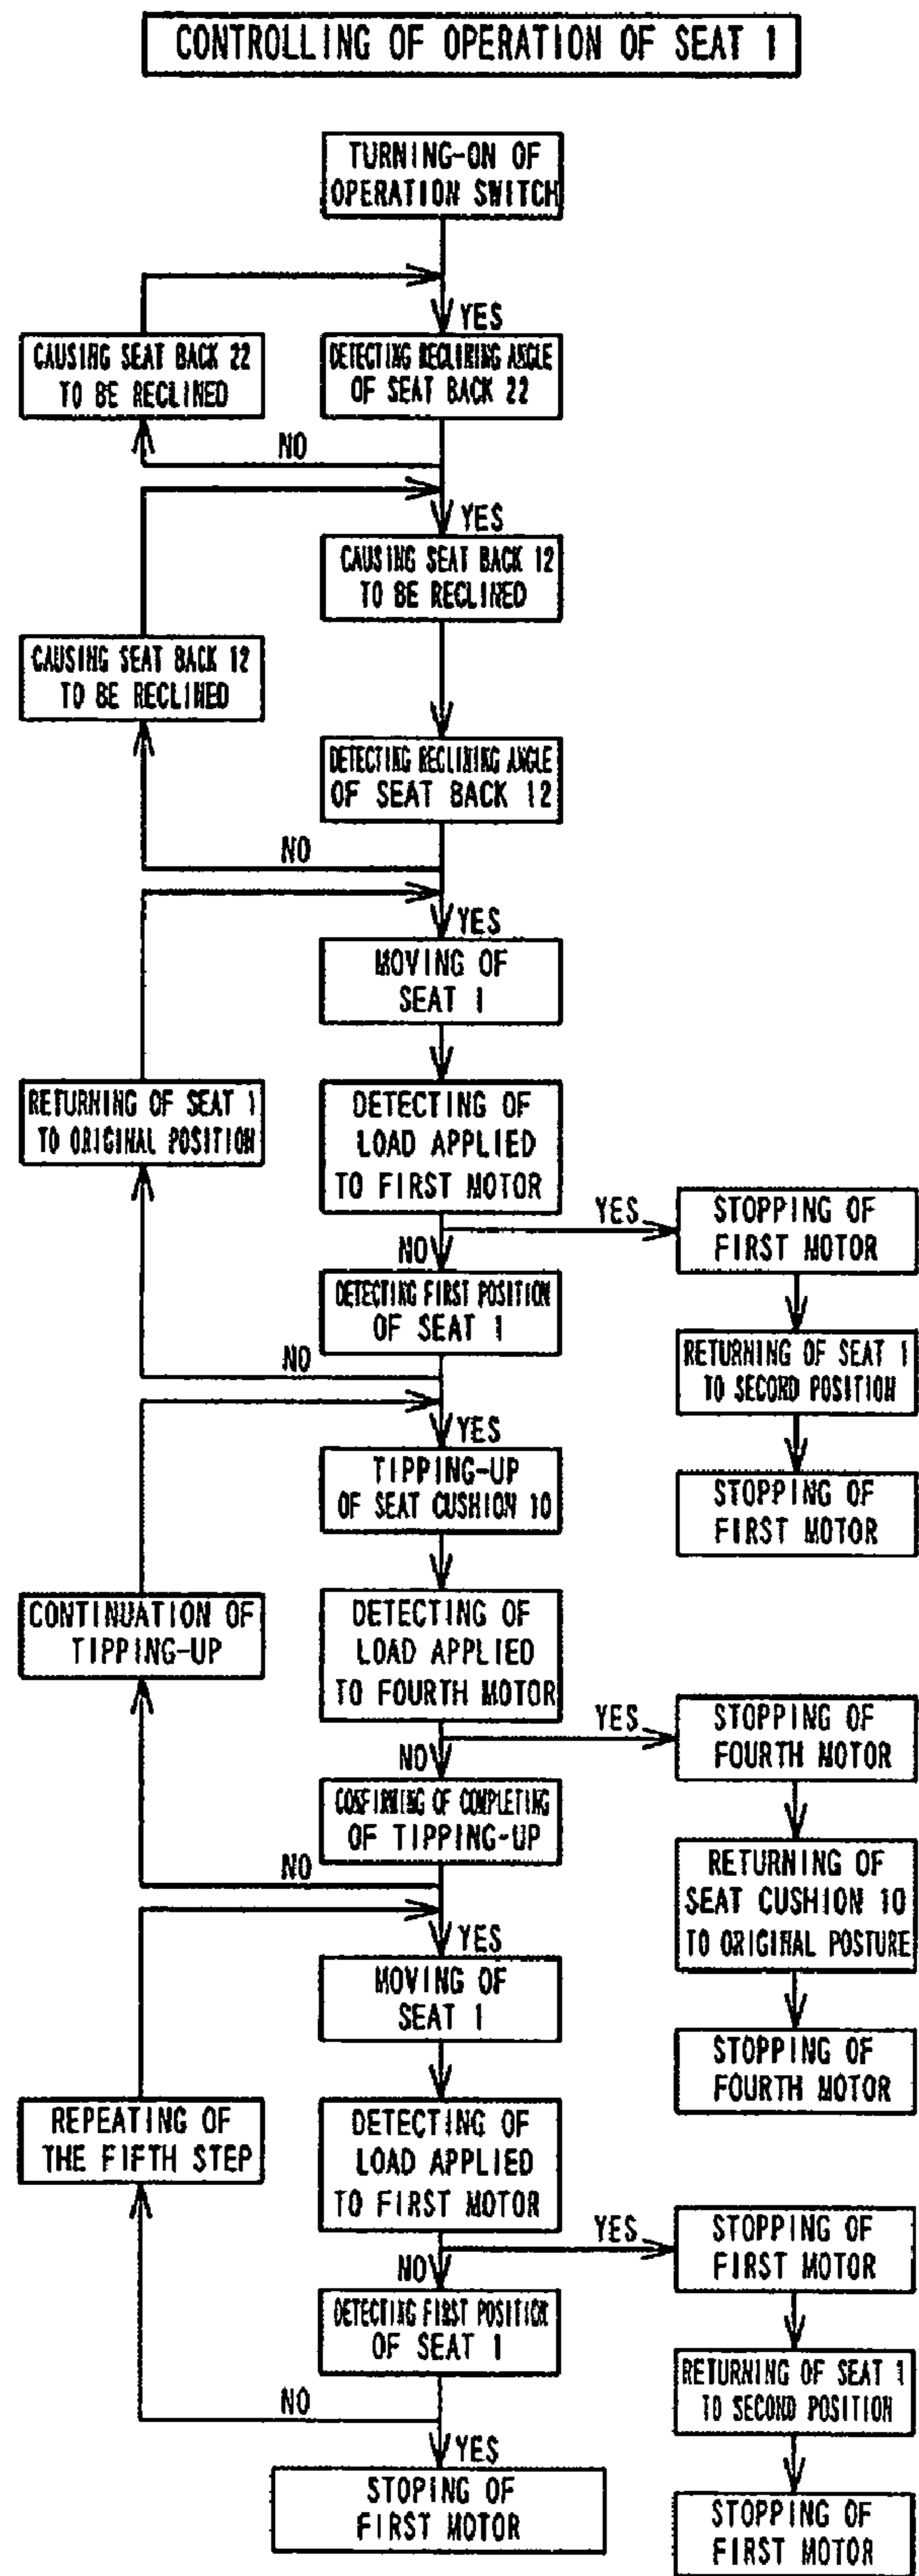 CONTROLLING OF OPERATION OF SEAT 1
TURNING-ON OF
OPERATION SWITCH
YES
CAUSING SEAT BACK 22
TO BE RECLINED
DETECTING RECLINING ANGLE
OF SEAT BACK 22
NO
YES
CAUSING SEAT BACK 12
TO BE RECLINED
CAUSING SEAT BACK 12
TO BE RECLINED
DETECTING RECLINING ANGLE
OF SEAT BACK 12
NO
YES
MOVING OF
SEAT 1
RETURNING OF SEAT 1
TO ORIGINAL POSITION
DETECTING OF
LOAD APPLIED
TO FIRST MOTOR
YES
STOPPING OF
FIRST MOTOR
NO
DETECTING FIRST POSITION
OF SEAT 1
RETURNING OF SEAT 1
TO SECOND POSITION
NO
YES
TIPPING-UP
OF SEAT CUSHION 10
STOPPING OF
FIRST MOTOR
CONTINUATION OF
TIPPING-UP
DETECTING OF
LOAD APPLIED
TO FOURTH MOTOR
YES
STOPPING OF
FOURTH MOTOR
NO
CONFIRMING OF COMPLETING
OF TIPPING-UP
RETURNING OF
SEAT CUSHION 10
TO ORIGINAL POSTURE
NO
YES
MOVING OF
SEAT 1
STOPPING OF
FOURTH MOTOR
REPEATING OF
THE FIFTH STEP
DETECTING OF
LOAD APPLIED
TO FIRST MOTOR
YES
STOPPING OF
FIRST MOTOR
NO
DETECTING FIRST POSITION
OF SEAT 1
RETURNING OF SEAT 1
TO SECOND POSITION
NO
YES
STOPING OF
FIRST MOTOR
STOPPING OF
FIRST MOTOR